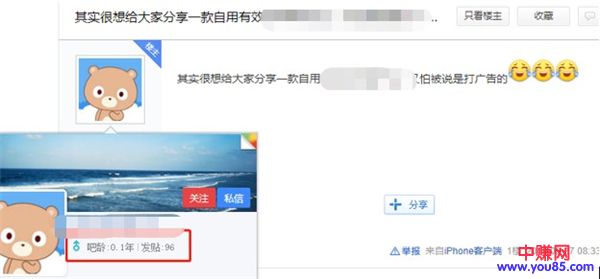 其实很想给大家分享一款自用有效
..
只看楼主
收藏
楼主
其实很想给大家分享一款自用
又怕被说是打广告的
关注
私信
吧龄:0.1年 发贴:96
分享
举报 来自iPhone客户端 1楼
08:33
中赚网
www.you85.com